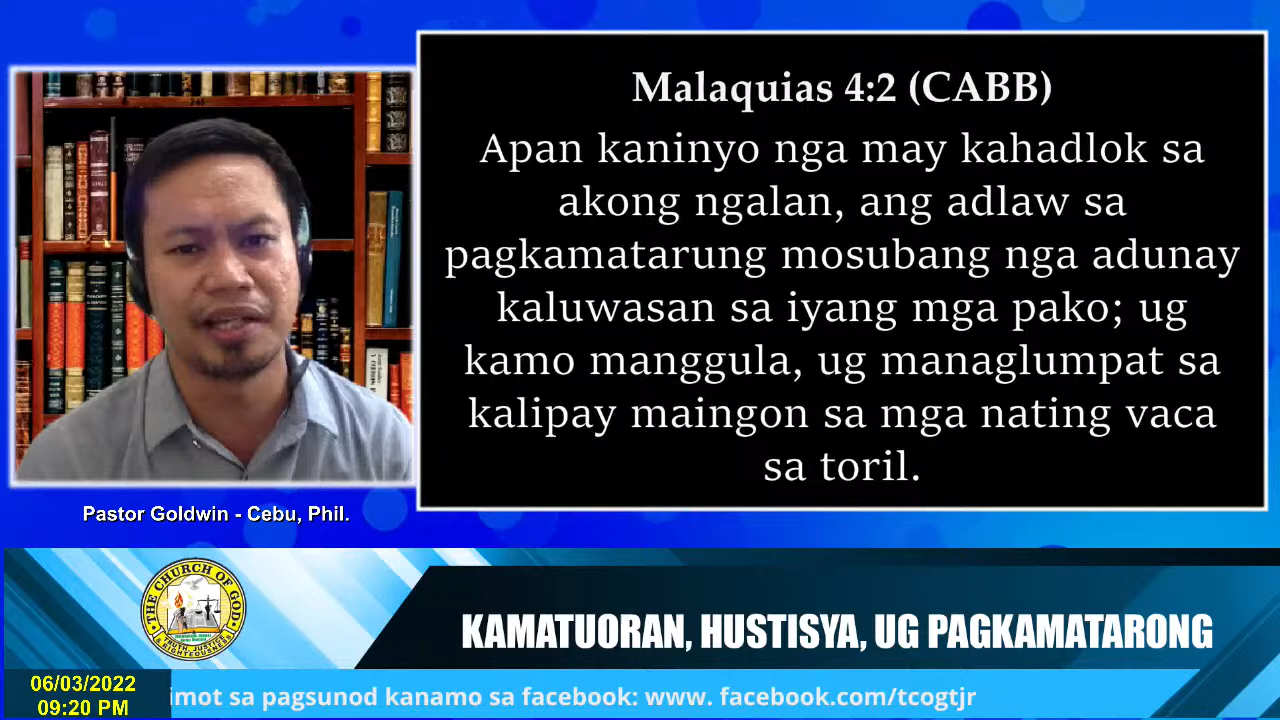 Malaquias 4:2 (CABB)
Apan kaninyo nga may kahadlok sa
akong ngalan, ang adlaw sa
pagkamatarung mosubang nga adunay
kaluwasan sa iyang mga pako; ug
kamo manggula, ug managlumpat sa
kalipay maingon sa mga nating vaca
sa toril.
Pastor Goldwin - Cebu, Phil.
THE CHURCH OF GOD
TRUTH, JUSTICE, RIGHTEOUSNESS
KAMATUORAN, HUSTISYA, UG PAGKAMATARONG
06/03/2022
09:20 PM
imot sa pagsunod kanamo sa facebook: www. facebook.com/tcogtjr